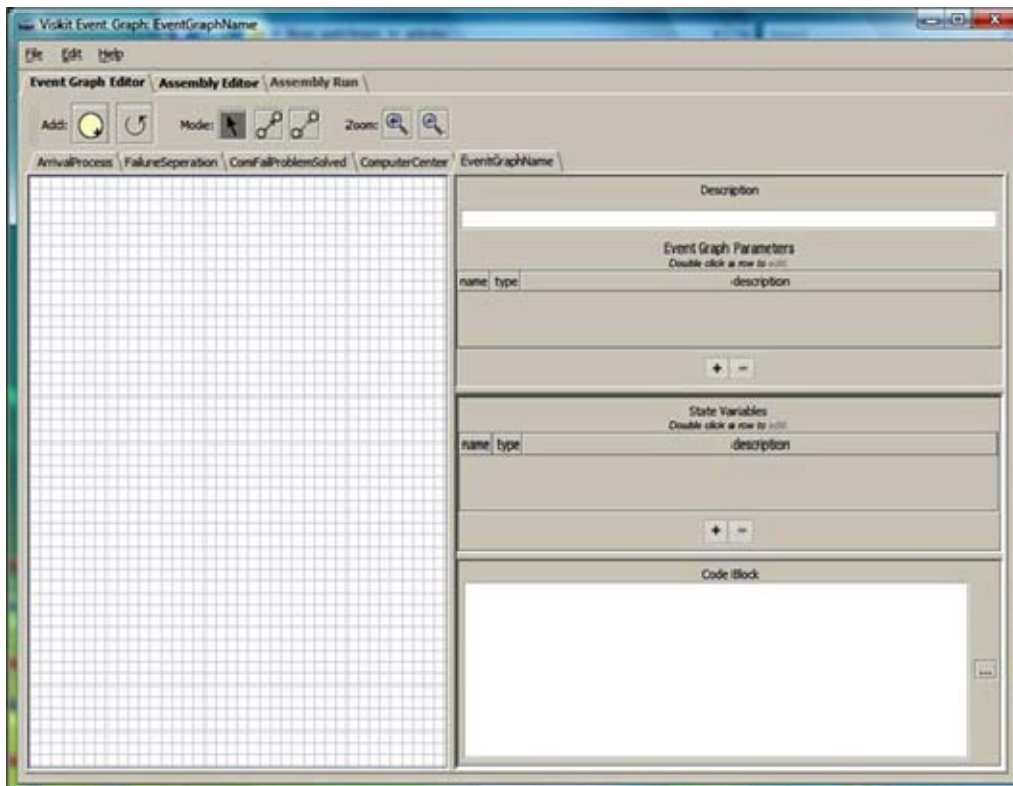 Viskit Event Graph: EventGraphName
File Edit Help
Event Graph Editor Assembly Editor Assembly Run
Add: Mode: Zoom:
ArrivalProcess FailureSeperation ComFailProblemSolved ComputerCenter EventGraphName
Description
Event Graph Parameters
Double click a row to edit.
name type description
+ -
State Variables
Double click a row to edit.
name type description
+ -
Code Block
...